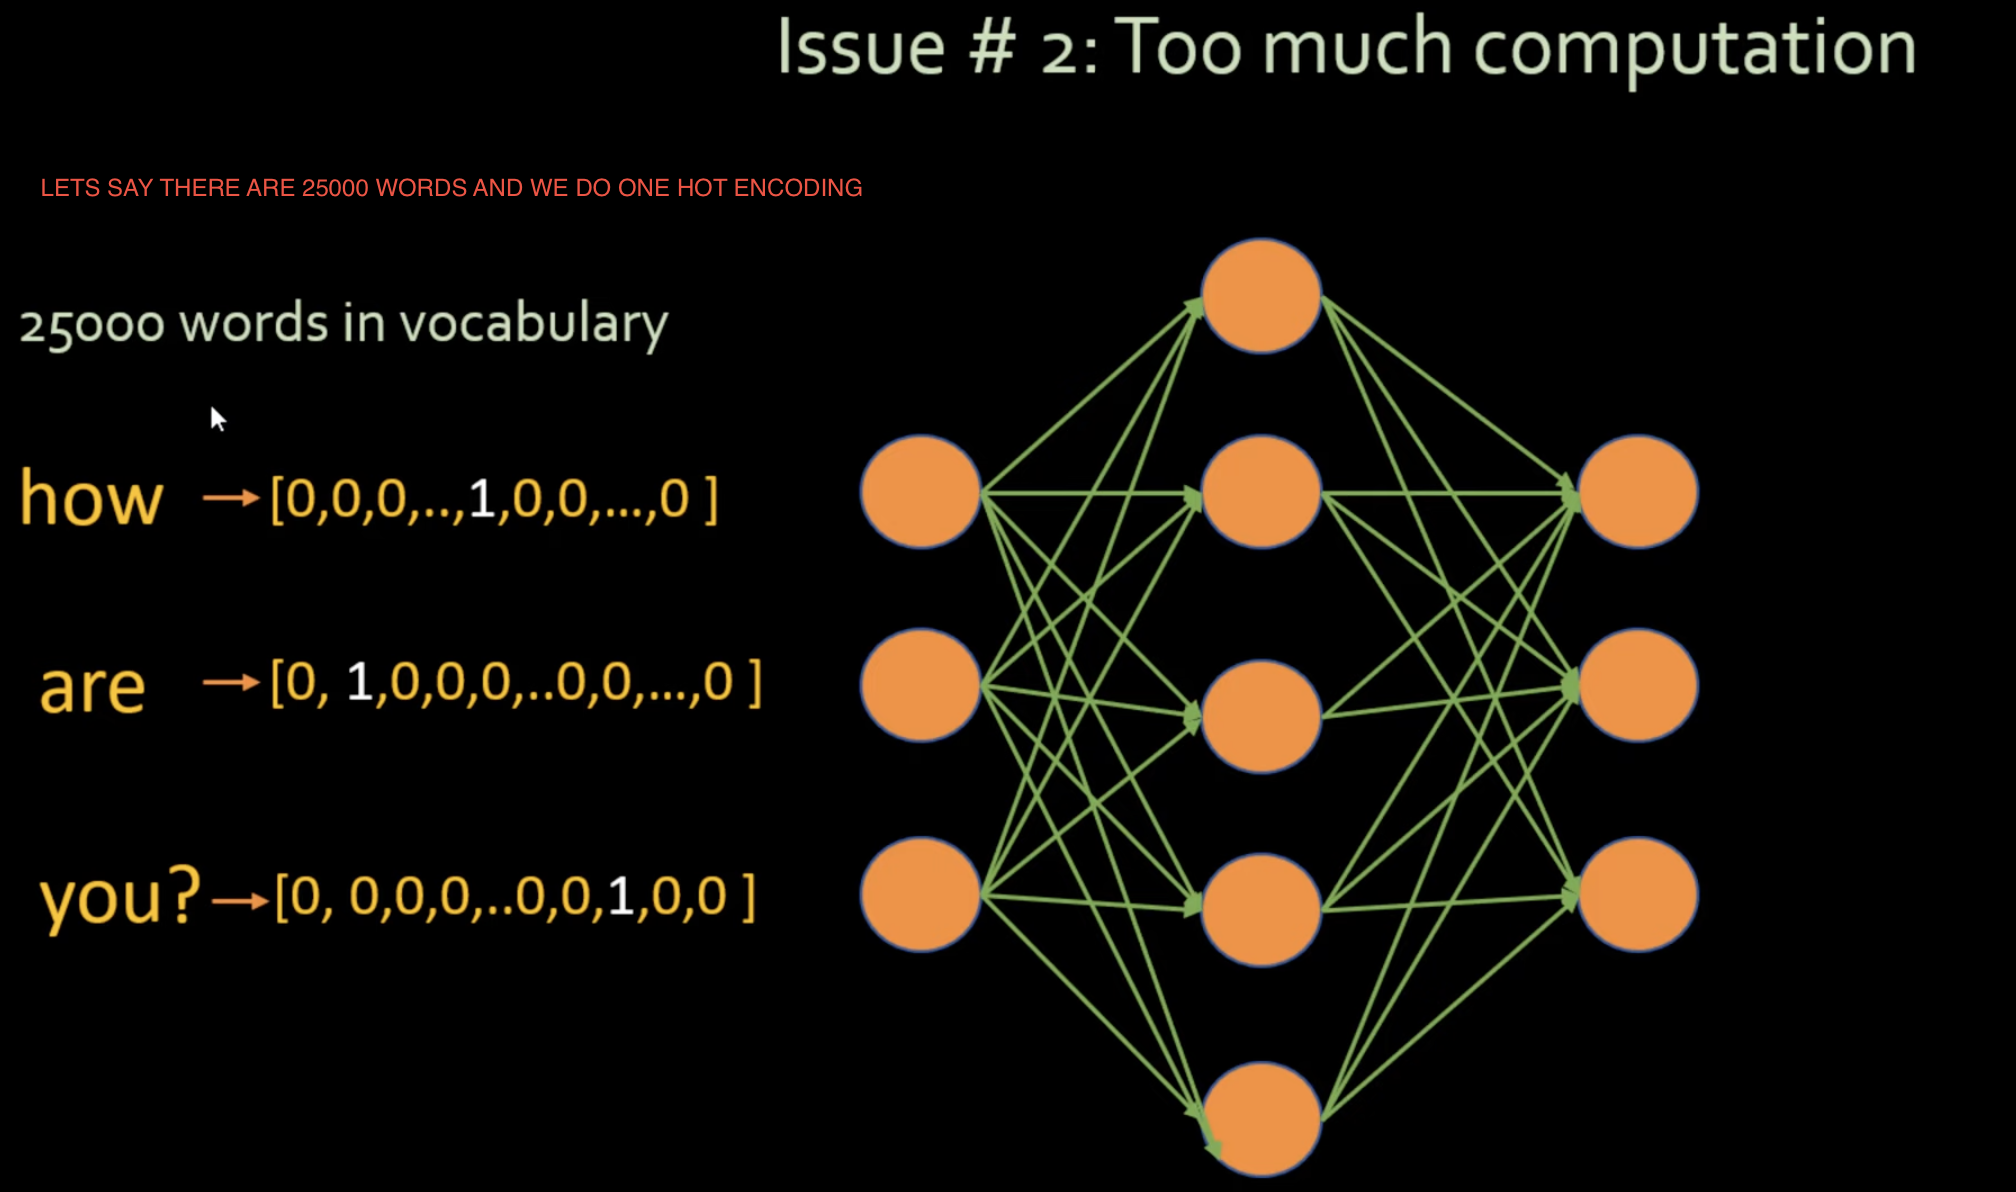 Issue # 2: Too much computation
LETS SAY THERE ARE 25000 WORDS AND WE DO ONE HOT ENCODING
25000 words in vocabulary
how → [0,0,0,..,1,0,0,...,0 ]
are → [0, 1,0,0,0,..0,0,...,0 ]
you? → [0, 0,0,0,..0,0,1,0,0 ]